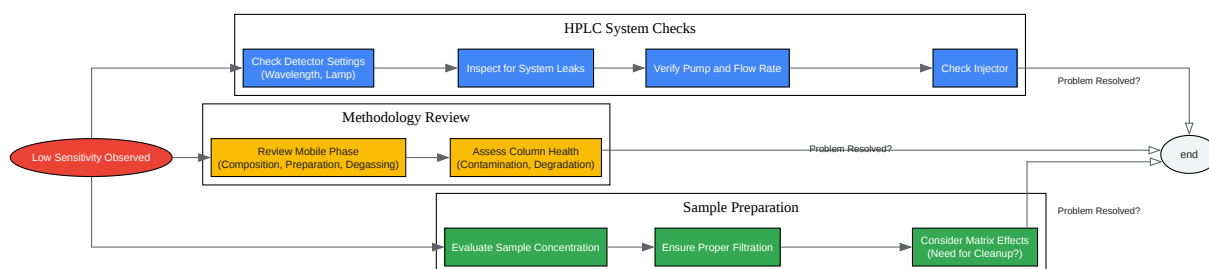 HPLC System Checks
Check Detector Settings
(Wavelength, Lamp)
Inspect for System Leaks
Verify Pump and Flow Rate
Check Injector
Problem Resolved?
Methodology Review
Low Sensitivity Observed
Review Mobile Phase
(Composition, Preparation, Degassing)
Assess Column Health
(Contamination, Degradation)
Problem Resolved?
end
Sample Preparation
Evaluate Sample Concentration
Ensure Proper Filtration
Consider Matrix Effects
(Need for Cleanup?)
Problem Resolved?